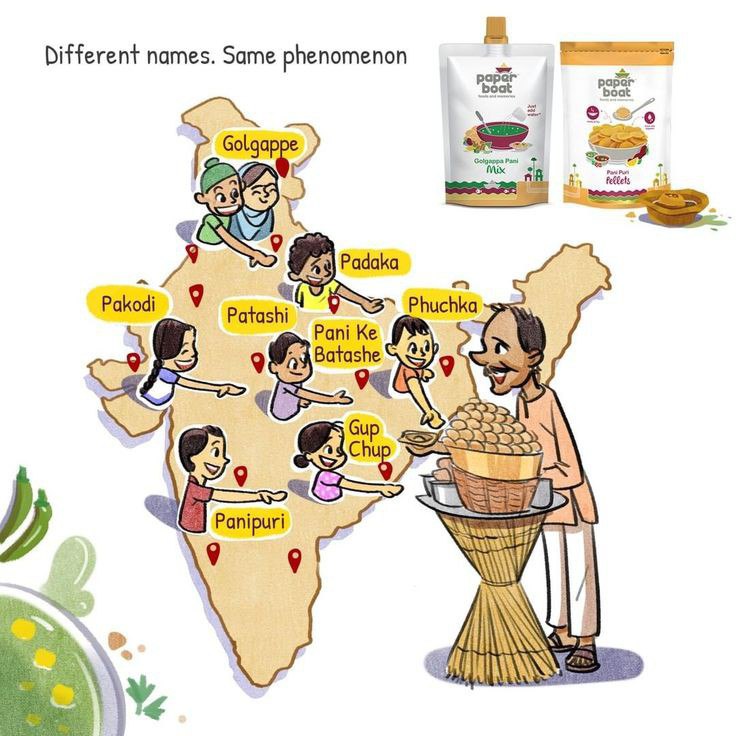 Different names. Same phenomenon
paper
boat
foods and memories
Just
add
water*
Golgappa Pani
Mix
paper
boat
foods and memories
Pani Puri
Pellets
Golgappe
Padaka
Pakodi
Patashi
Pani Ke
Batashe
Phuchka
Gup
Chup
Panipuri